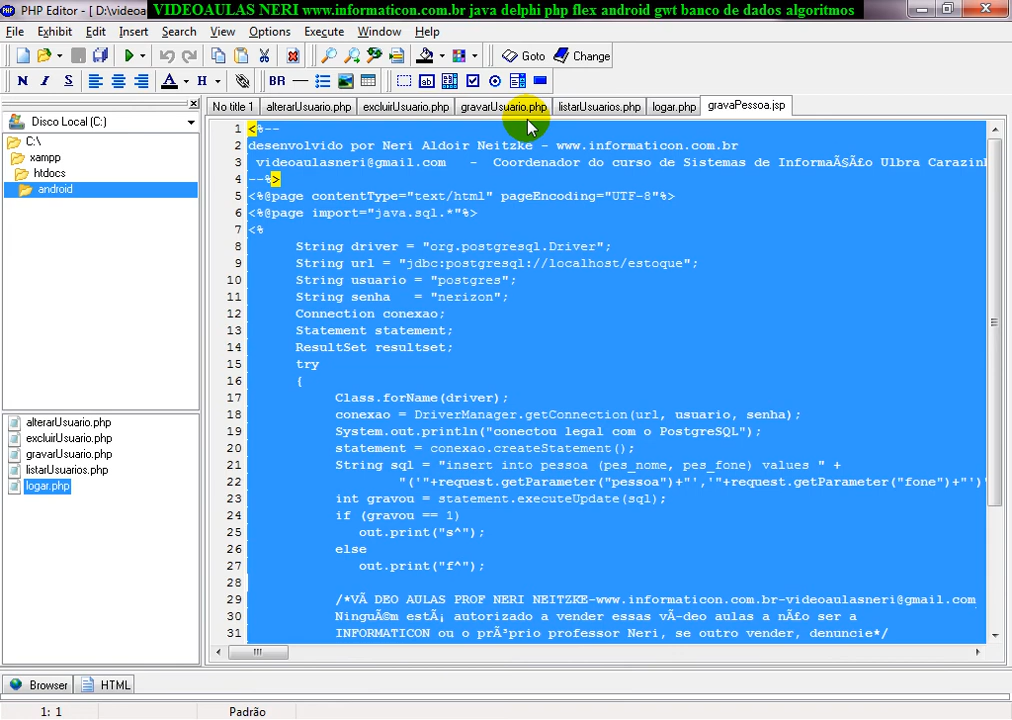 PHP Editor - [ D:\videoa
VIDEOAULAS NERI www.informaticon.com.br java delphi php flex android gwt banco de dados algoritmos
File Exhibit Edit Insert Search View Options Execute Window Help
Goto Change
N I S A H BR
Disco Local (C:)
No title 1 alterarUsuario.php excluirUsuario.php gravarUsuario.php listarUsuarios.php logar.php gravaPessoa.jsp
C:\
xampp
htdocs
android
alterarUsuario.php
excluirUsuario.php
gravarUsuario.php
listarUsuarios.php
logar.php
1 <%--
2 desenvolvido por Neri Aldoir Neitzke - www.informaticon.com.br
3 videoaulasneri@gmail.com - Coordenador do curso de Sistemas de InformaÃ§Ã£o Ulbra Carazinh
4 --%>
5 <%@page contentType="text/html" pageEncoding="UTF-8"%>
6 <%@page import="java.sql.*"%>
7 <%
8 String driver = "org.postgresql.Driver";
9 String url = "jdbc:postgresql://localhost/estoque";
10 String usuario = "postgres";
11 String senha = "nerizon";
12 Connection conexao;
13 Statement statement;
14 ResultSet resultset;
15 try
16 {
17 Class.forName(driver);
18 conexao = DriverManager.getConnection(url, usuario, senha);
19 System.out.println("conectou legal com o PostgreSQL");
20 statement = conexao.createStatement();
21 String sql = "insert into pessoa (pes_nome, pes_fone) values " +
22 "('"+request.getParameter("pessoa")+"','"+request.getParameter("fone")+"')"
23 int gravou = statement.executeUpdate(sql);
24 if (gravou == 1)
25 out.print("s^");
26 else
27 out.print("f^");
28
29 /*VÃ DEO AULAS PROF NERI NEITZKE-www.informaticon.com.br-videoaulasneri@gmail.com
30 NinguÃ©m estÃ¡ autorizado a vender essas vÃ­deo aulas a nÃ£o ser a
31 INFORMATICON ou o prÃ³prio professor Neri, se outro vender, denuncie*/
Browser HTML
1: 1 Padrão